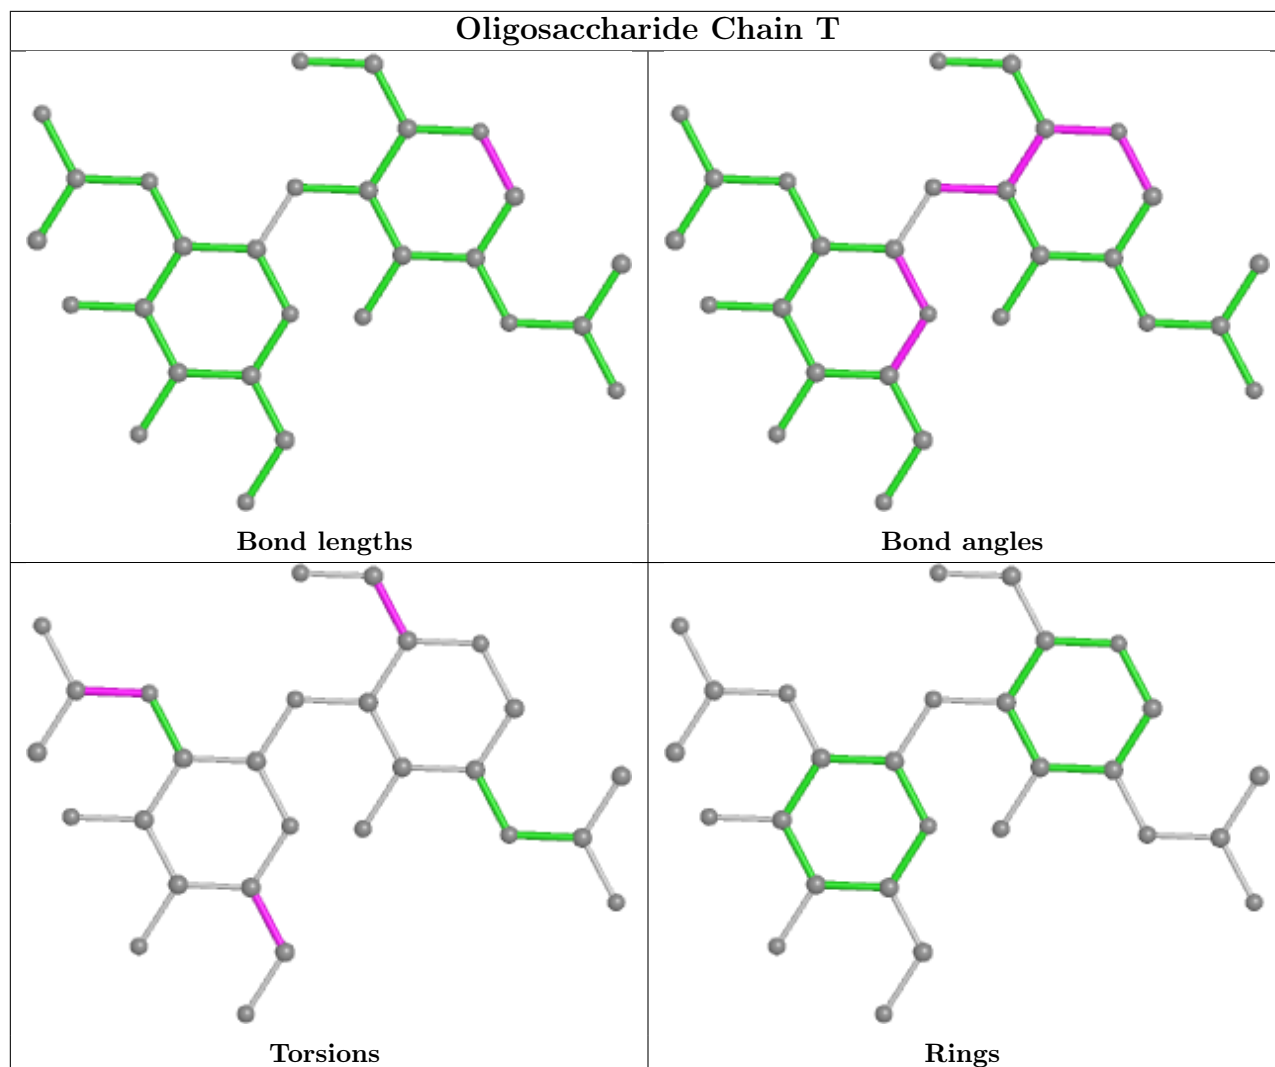 Oligosaccharide Chain T
Bond lengths
Bond angles
Torsions
Rings